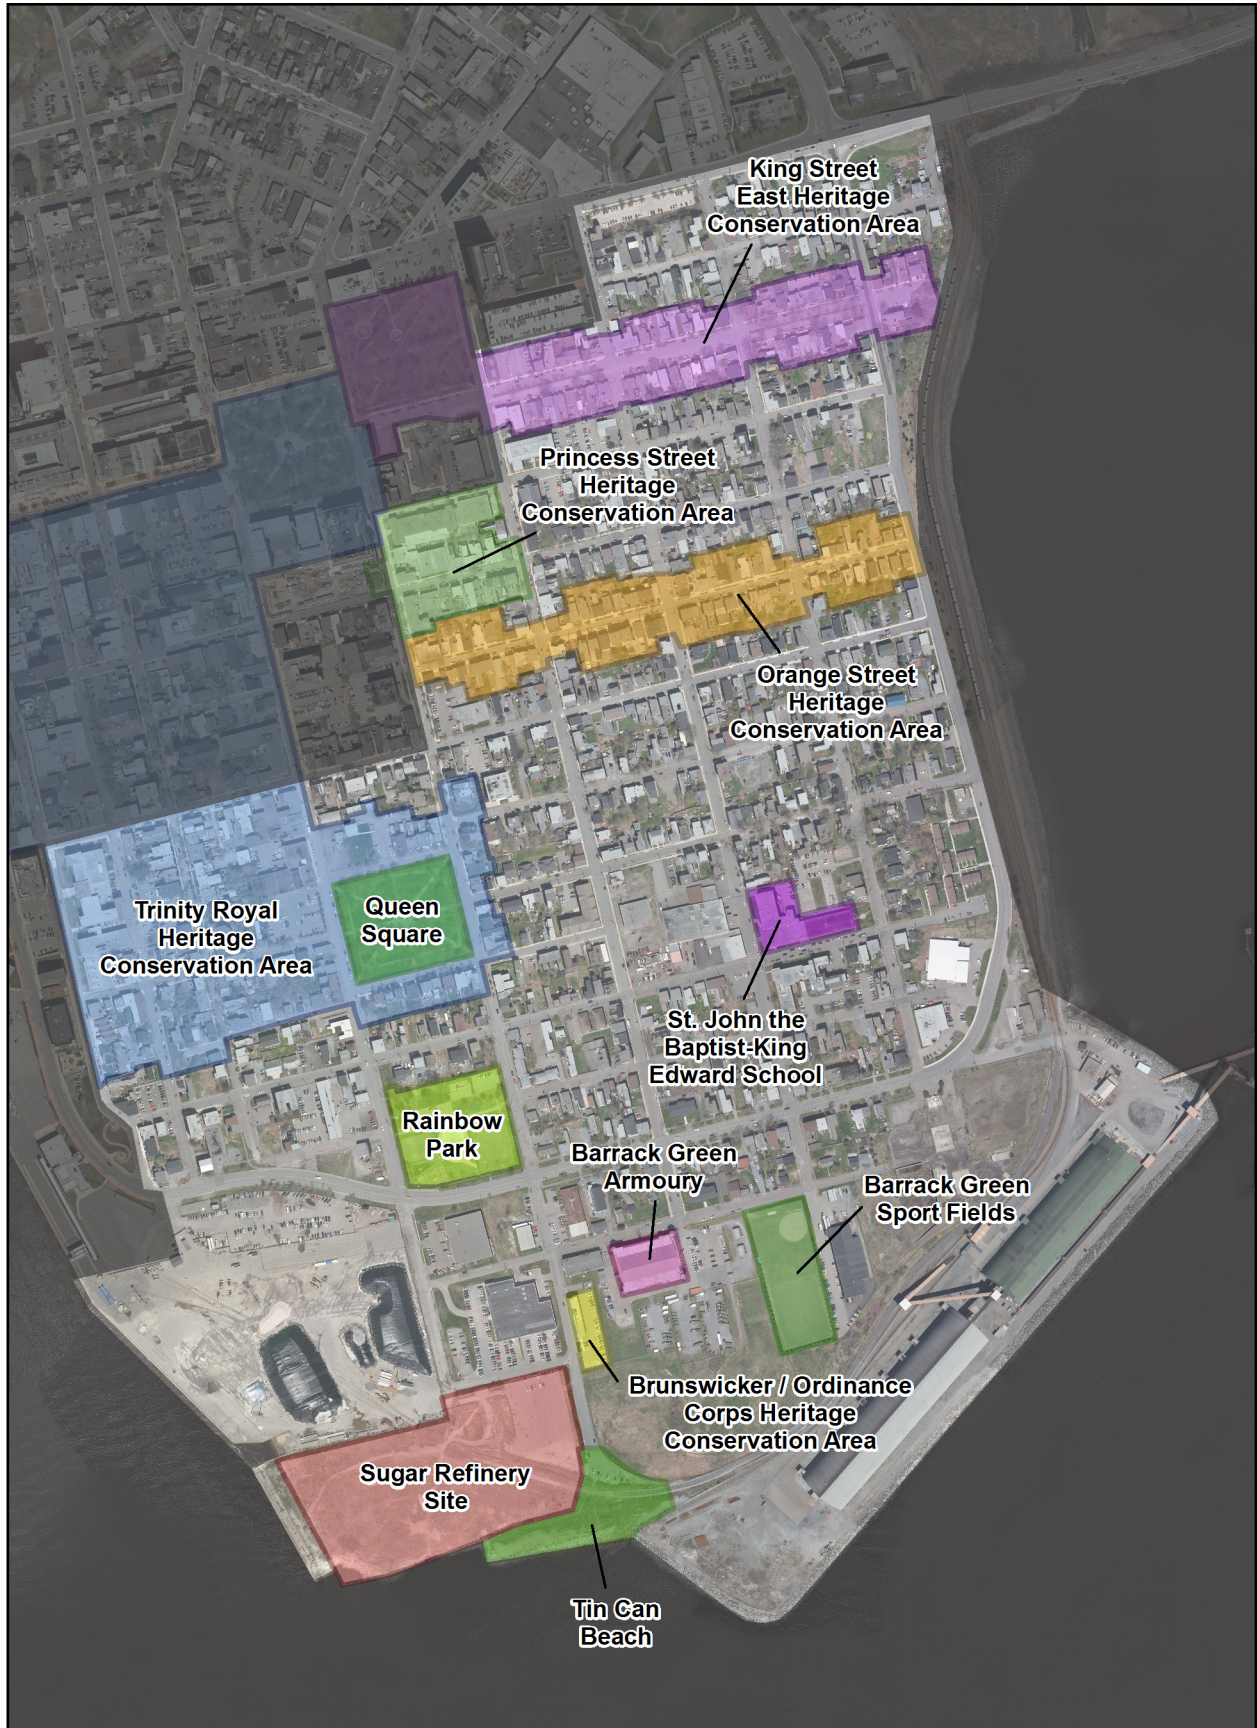 King Street
East Heritage
Conservation Area
Princess Street
Heritage
Conservation Area
Orange Street
Heritage
Conservation Area
Trinity Royal
Heritage
Conservation Area
Queen
Square
St. John the
Baptist-King
Edward School
Rainbow
Park
Barrack Green
Armoury
Barrack Green
Sport Fields
Brunswicker / Ordinance
Corps Heritage
Conservation Area
Sugar Refinery
Site
Tin Can
Beach